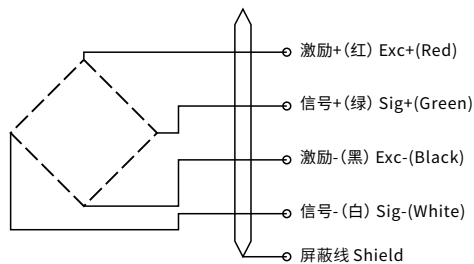 激励+(红) Exc+(Red)
信号+(绿) Sig+(Green)
激励-(黑) Exc-(Black)
信号-(白) Sig-(White)
屏蔽线 Shield